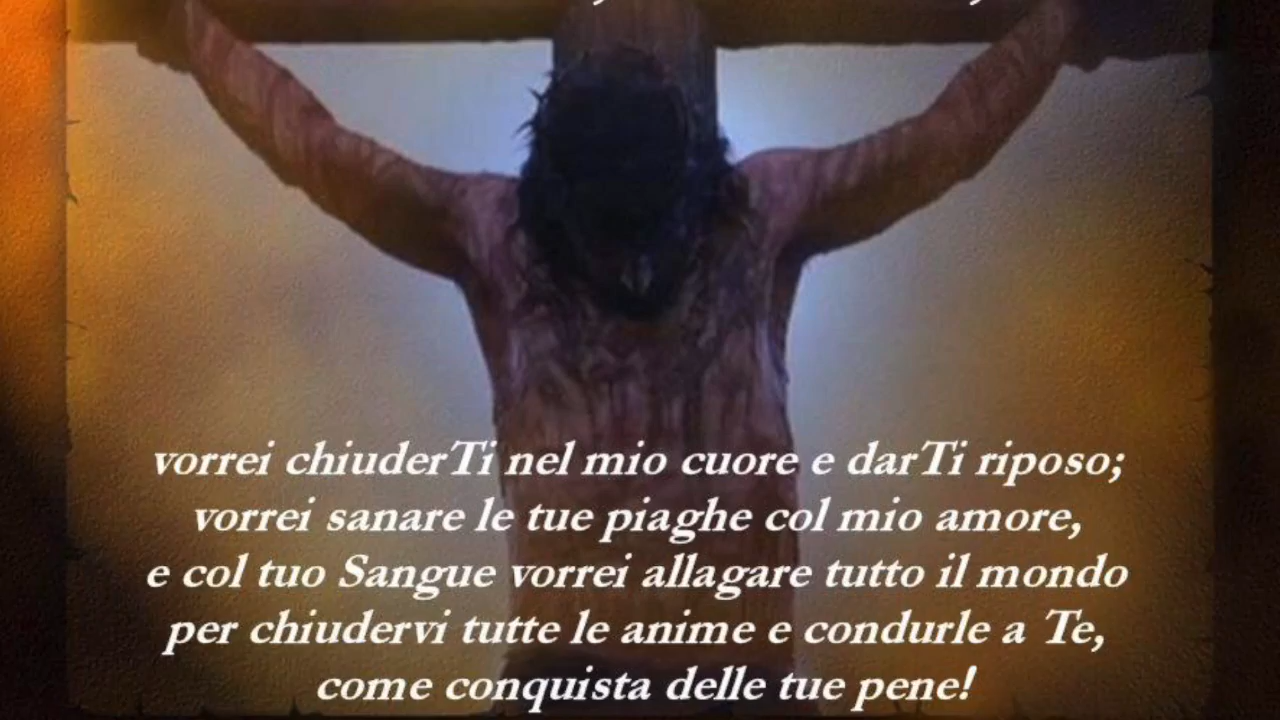 vorrei chiuderTi nel mio cuore e darTi riposo;
vorrei sanare le tue piaghe col mio amore,
e col tuo Sangue vorrei allagare tutto il mondo
per chiudervi tutte le anime e condurle a Te,
come conquista delle tue pene!